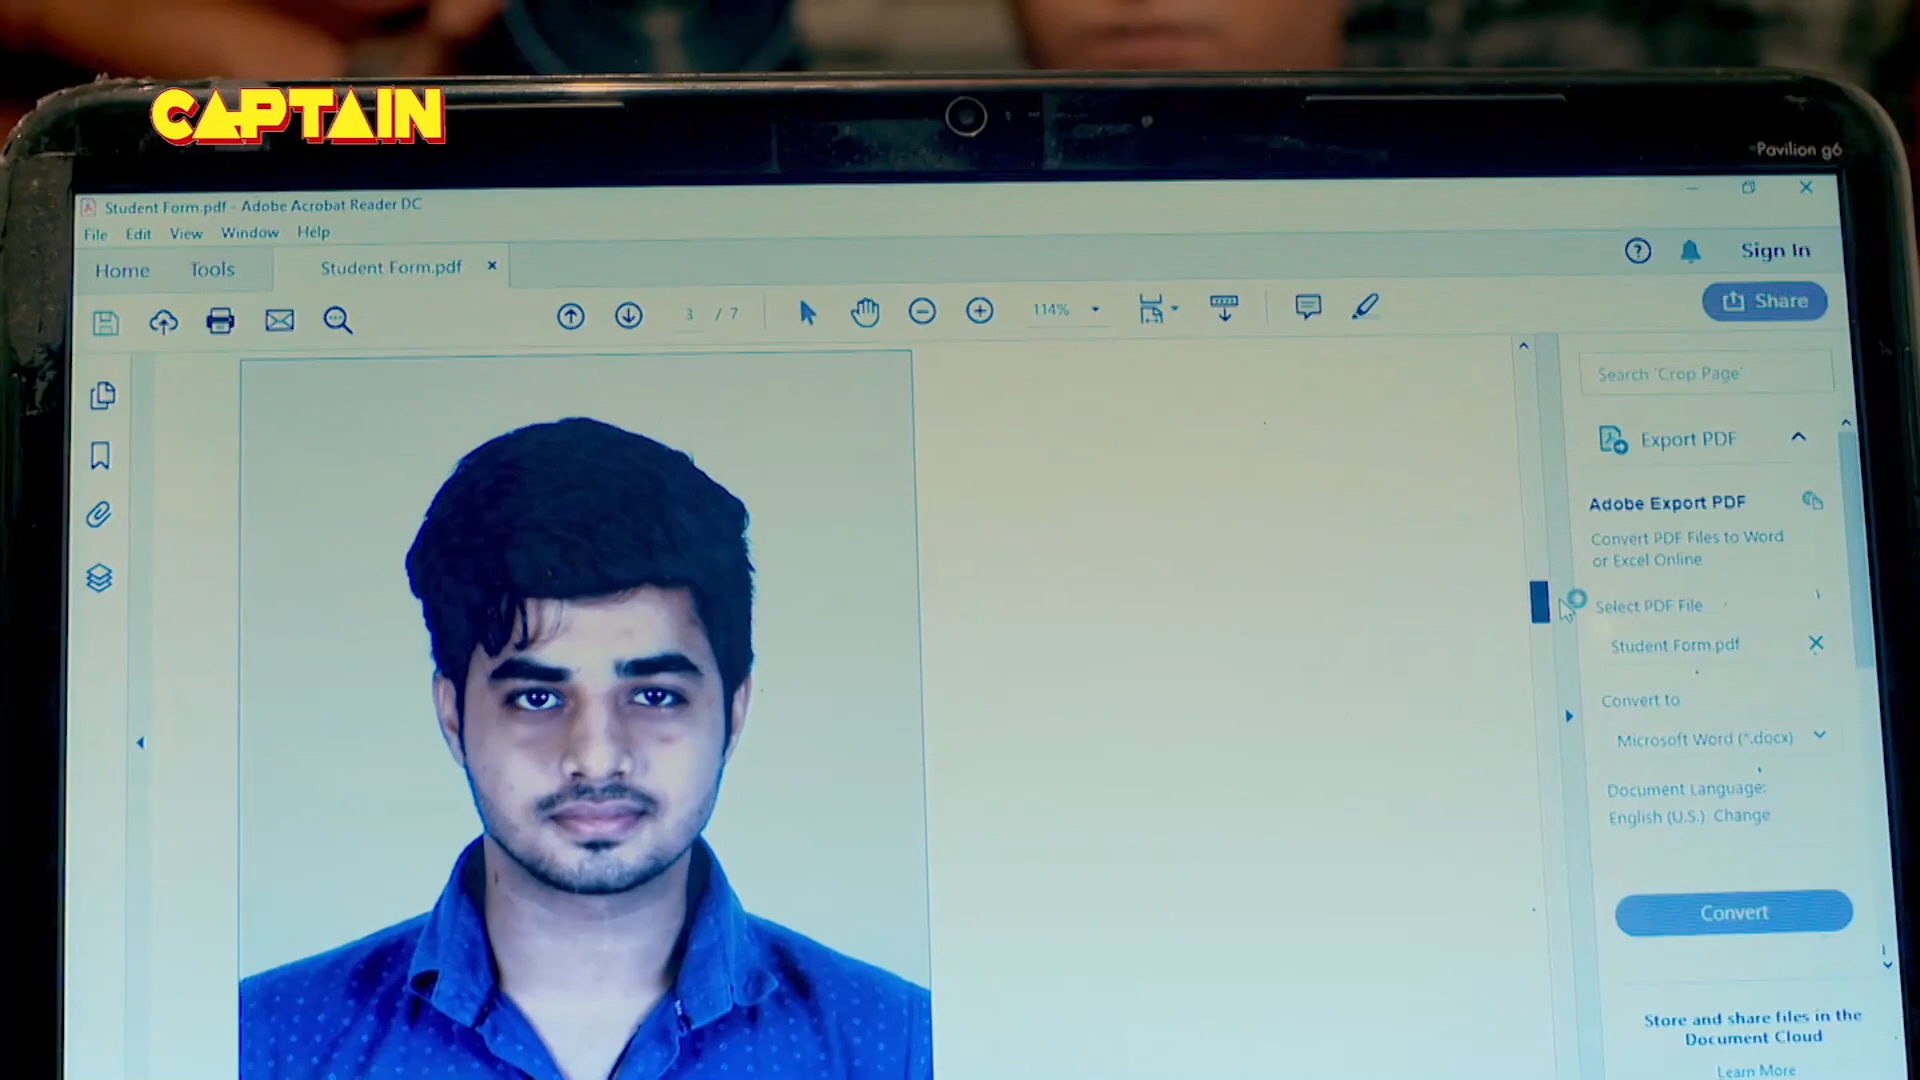 CAPTAIN
Pavilion g6
Student Form.pdf - Adobe Acrobat Reader DC
File Edit View Window Help
Home Tools Student Form.pdf
Sign In
3 / 7 114%
Share
Search 'Crop Page'
Export PDF
Adobe Export PDF
Convert PDF Files to Word
or Excel Online
Select PDF File
Student Form.pdf
Convert to
Microsoft Word (*.docx)
Document Language:
English (U.S.) Change
Convert
Store and share files in the
Document Cloud
Learn More